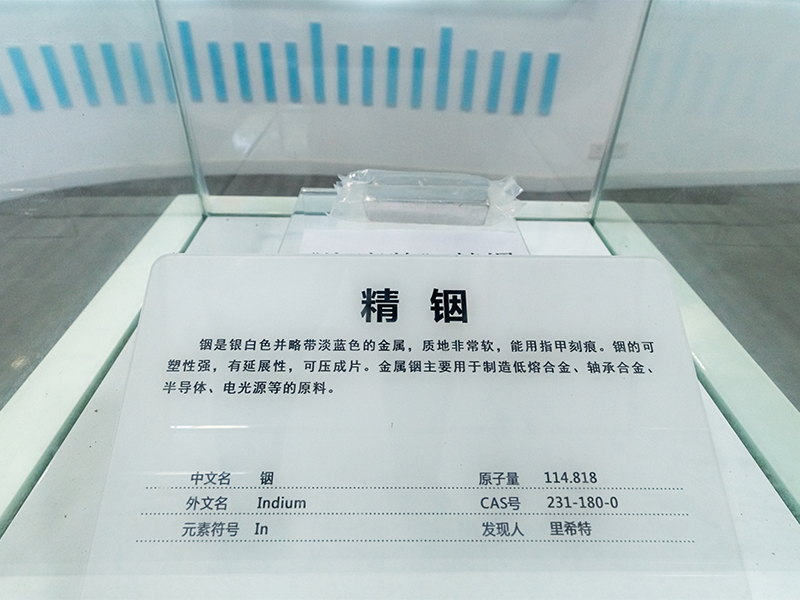 精 铟
铟是银白色并略带淡蓝色的金属，质地非常软，能用指甲刻痕。铟的可
塑性强，有延展性，可压成片。金属铟主要用于制造低熔合金、轴承合金、
半导体、电光源等的原料。
中文名 铟 原子量 114.818
外文名 Indium CAS号 231-180-0
元素符号 In 发现人 里希特